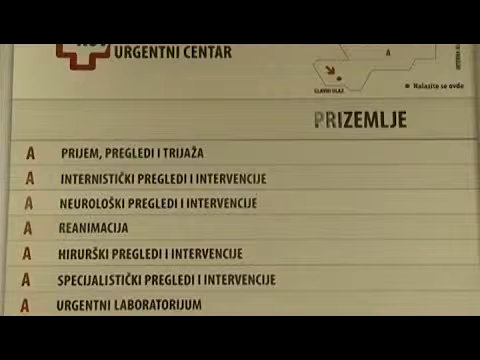 URGENTNI CENTAR
A
GLAVNI ULAZ
Nalazite se ovde
PRIZEMLJE
A PRIJEM, PREGLEDI I TRIJAŽA
A INTERNISTIČKI PREGLEDI I INTERVENCIJE
A NEUROLOŠKI PREGLEDI I INTERVENCIJE
A REANIMACIJA
A HIRURŠKI PREGLEDI I INTERVENCIJE
A SPECIJALISTIČKI PREGLEDI I INTERVENCIJE
A URGENTNI LABORATORIJUM